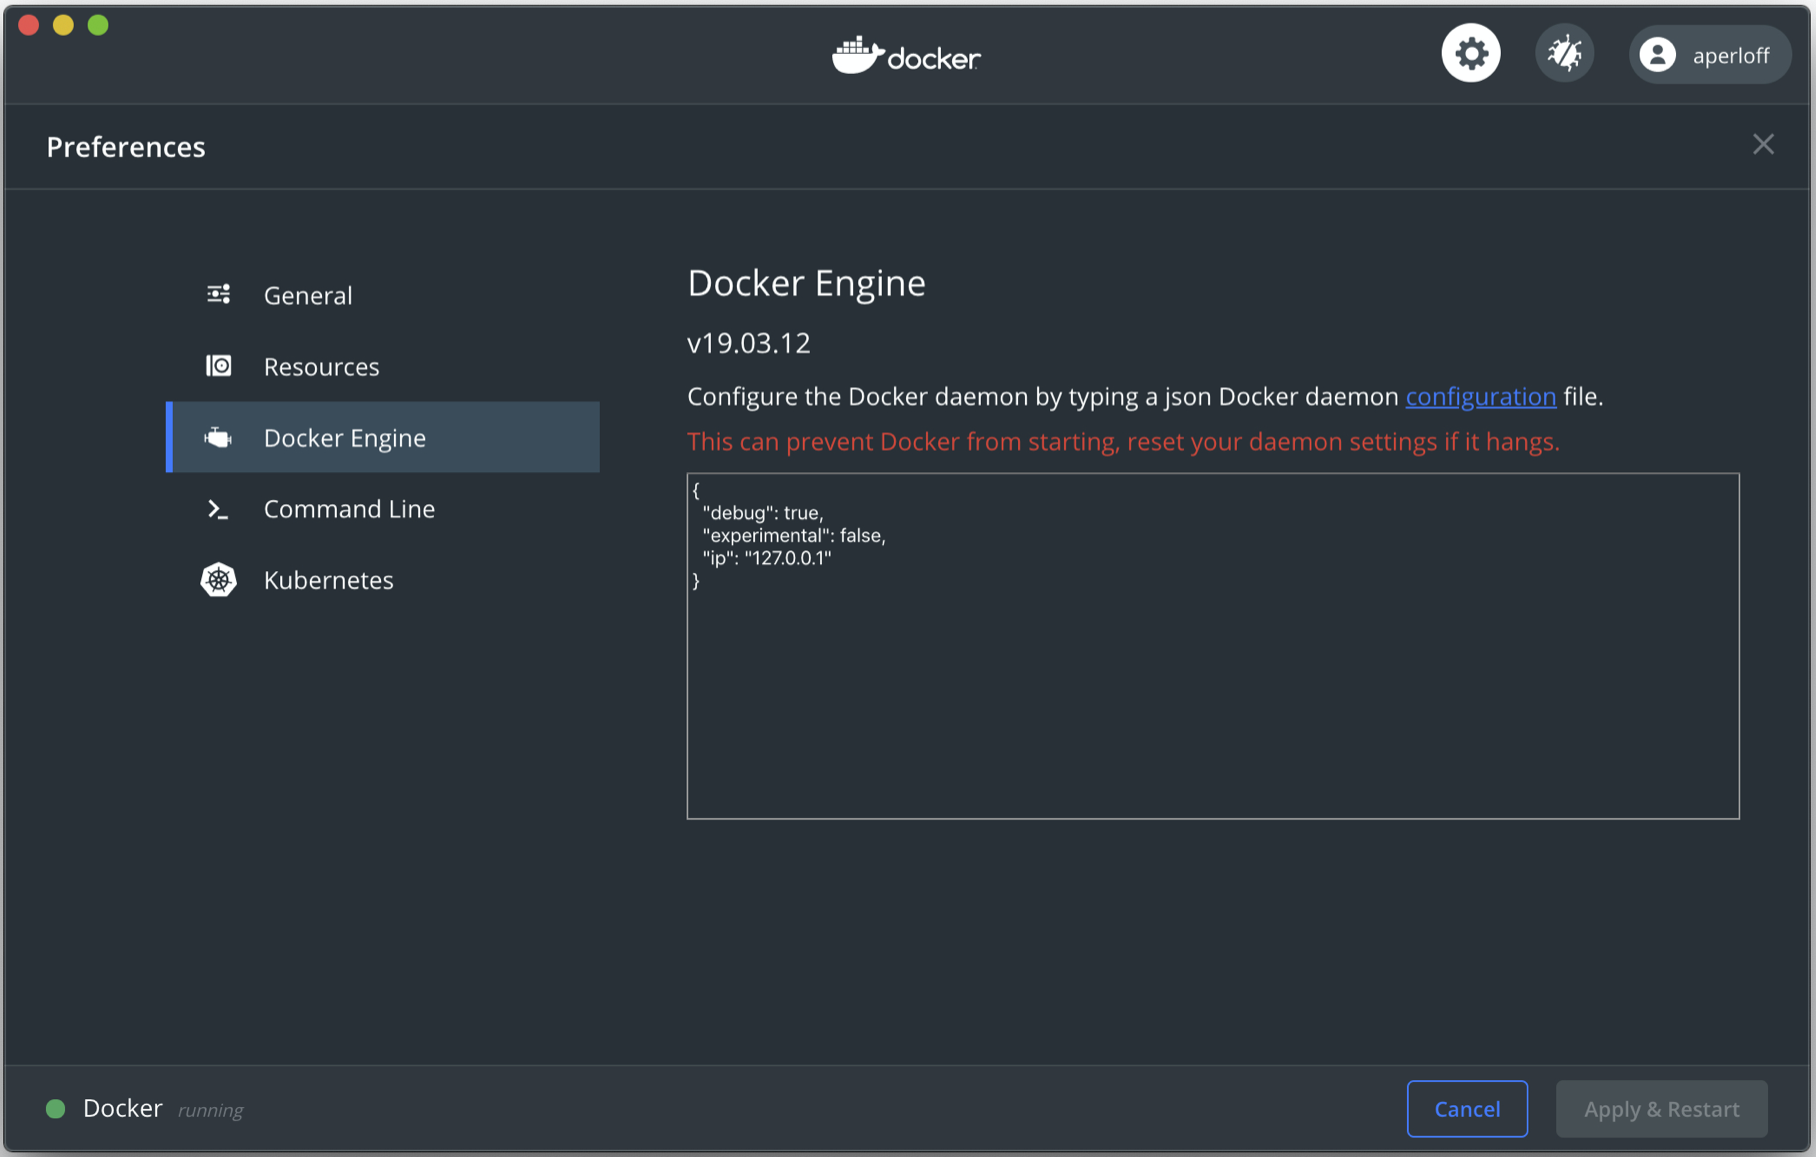 docker
aperloff
Preferences
General
Resources
Docker Engine
Command Line
Kubernetes
Docker Engine
v19.03.12
Configure the Docker daemon by typing a json Docker daemon configuration file.
This can prevent Docker from starting, reset your daemon settings if it hangs.
{
"debug": true,
"experimental": false,
"ip": "127.0.0.1"
}
Docker running
Cancel
Apply & Restart